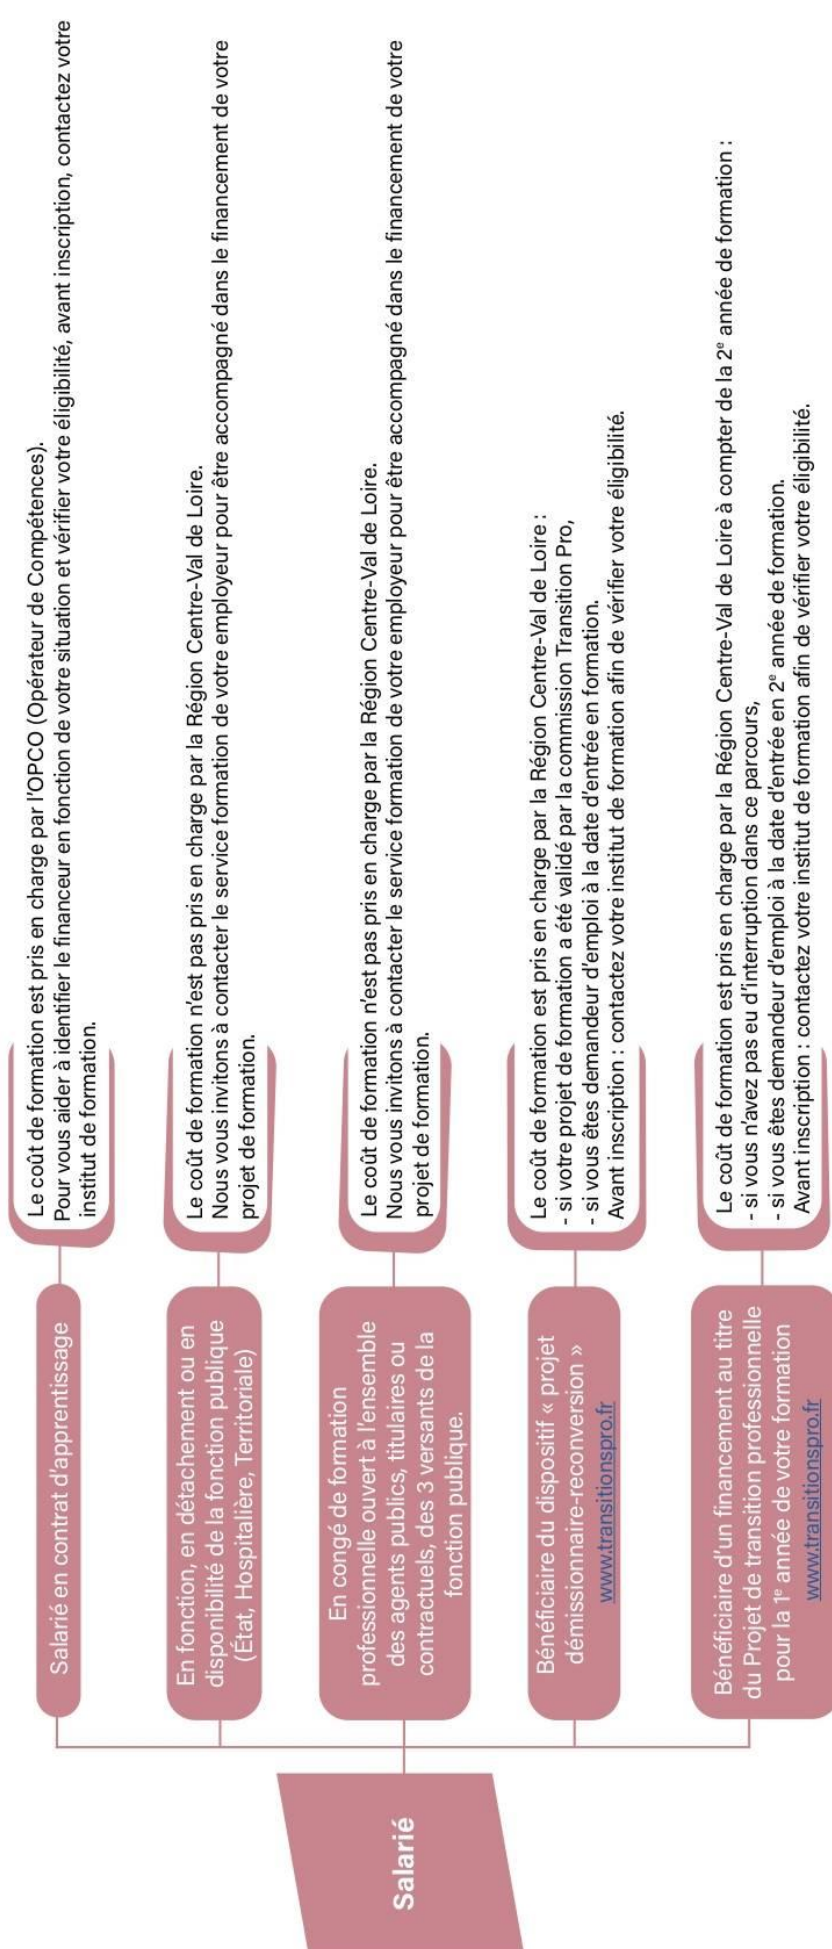 Salarié
Salarié en contrat d'apprentissage
Le coût de formation est pris en charge par l'OPCO (Opérateur de Compétences).
Pour vous aider à identifier le financeur en fonction de votre situation et vérifier votre éligibilité, avant inscription, contactez votre
institut de formation.
En fonction, en détachement ou en
disponibilité de la fonction publique
(État, Hospitalière, Territoriale)
Le coût de formation n'est pas pris en charge par la Région Centre-Val de Loire.
Nous vous invitons à contacter le service formation de votre employeur pour être accompagné dans le financement de votre
projet de formation.
En congé de formation
professionnelle ouvert à l'ensemble
des agents publics, titulaires ou
contractuels, des 3 versants de la
fonction publique.
Le coût de formation n'est pas pris en charge par la Région Centre-Val de Loire.
Nous vous invitons à contacter le service formation de votre employeur pour être accompagné dans le financement de votre
projet de formation.
Bénéficiaire du dispositif « projet
démissionnaire-reconversion »
www.transitionspro.fr
Le coût de formation est pris en charge par la Région Centre-Val de Loire :
- si votre projet de formation a été validé par la commission Transition Pro,
- si vous êtes demandeur d'emploi à la date d'entrée en formation.
Avant inscription : contactez votre institut de formation afin de vérifier votre éligibilité.
Bénéficiaire d'un financement au titre
du Projet de transition professionnelle
pour la 1e année de votre formation
www.transitionspro.fr
Le coût de formation est pris en charge par la Région Centre-Val de Loire à compter de la 2e année de formation :
- si vous n'avez pas eu d'interruption dans ce parcours,
- si vous êtes demandeur d'emploi à la date d'entrée en 2e année de formation.
Avant inscription : contactez votre institut de formation afin de vérifier votre éligibilité.